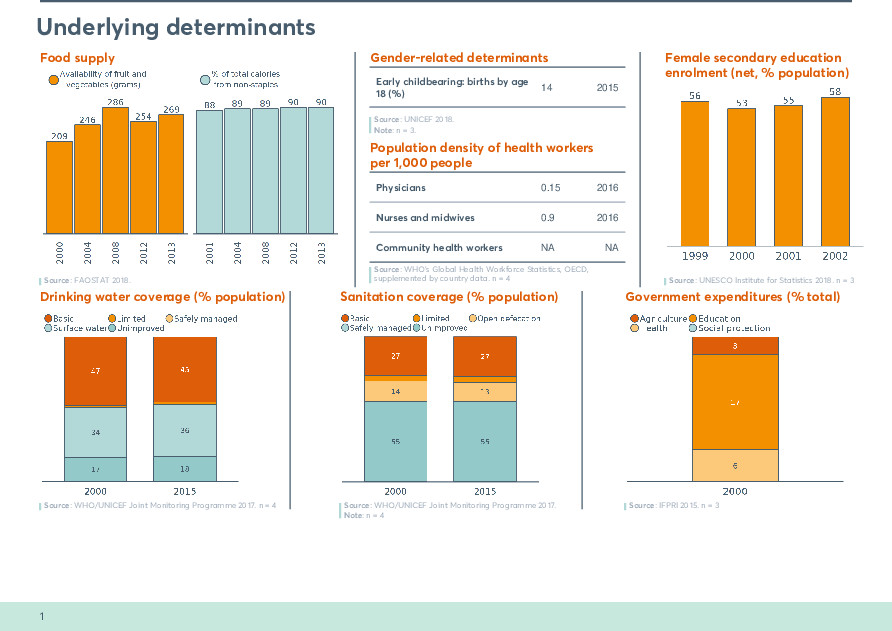 Underlying determinants
Food supply
Availability of fruit and
vegetables (grams)
% of total calories
from non-staples
209
246
286
254
269
88
89
89
90
90
2000
2004
2008
2012
2013
2001
2004
2008
2012
2013
Source: FAOSTAT 2018.
Gender-related determinants
Early childbearing: births by age
18 (%)
14
2015
Source: UNICEF 2018.
Note: n = 3.
Population density of health workers
per 1,000 people
Physicians
0.15
2016
Nurses and midwives
0.9
2016
Community health workers
NA
NA
Source: WHO's Global Health Workforce Statistics, OECD,
supplemented by country data. n = 4
Female secondary education
enrolment (net, % population)
56
53
55
58
1999
2000
2001
2002
Source: UNESCO Institute for Statistics 2018. n = 3
Drinking water coverage (% population)
Basic
Limited
Safely managed
Surface water
Unimproved
47
34
17
45
36
18
2000
2015
Source: WHO/UNICEF Joint Monitoring Programme 2017. n = 4
Sanitation coverage (% population)
Basic
Limited
Open defecation
Safely managed
Unimproved
27
14
55
27
13
55
2000
2015
Source: WHO/UNICEF Joint Monitoring Programme 2017.
Note: n = 4
Government expenditures (% total)
Agriculture
Education
Health
Social protection
3
17
6
2000
Source: IFPRI 2015. n = 3
1